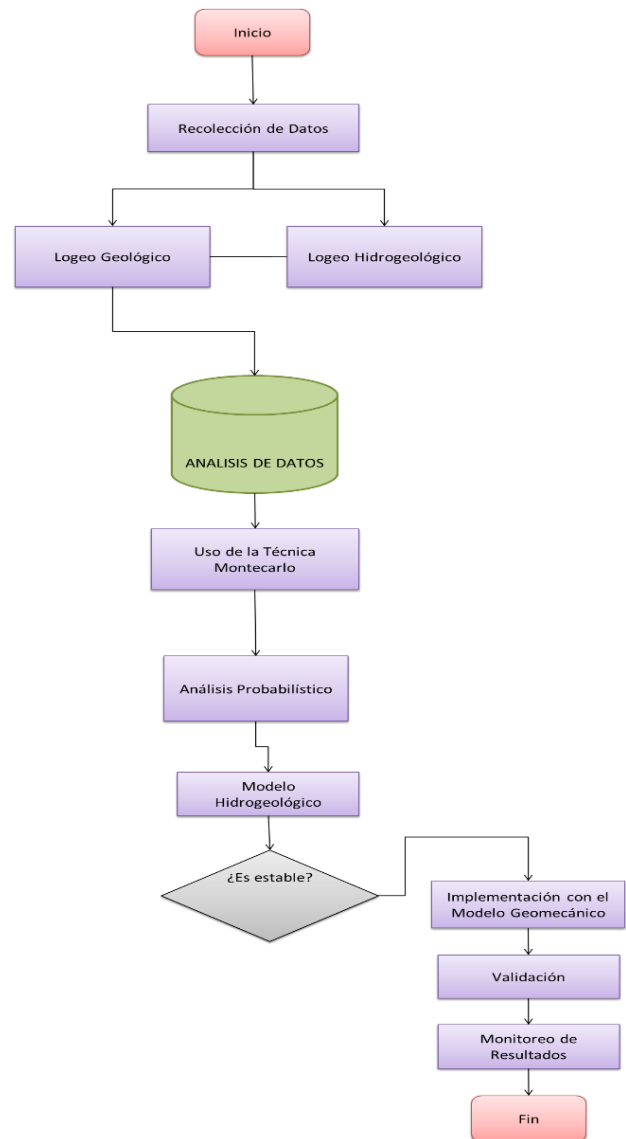 Inicio
Recolección de Datos
Logeo Geológico
Logeo Hidrogeológico
ANALISIS DE DATOS
Uso de la Técnica
Montecarlo
Análisis Probabilístico
Modelo
Hidrogeológico
¿Es estable?
Implementación con el
Modelo Geomecánico
Validación
Monitoreo de
Resultados
Fin